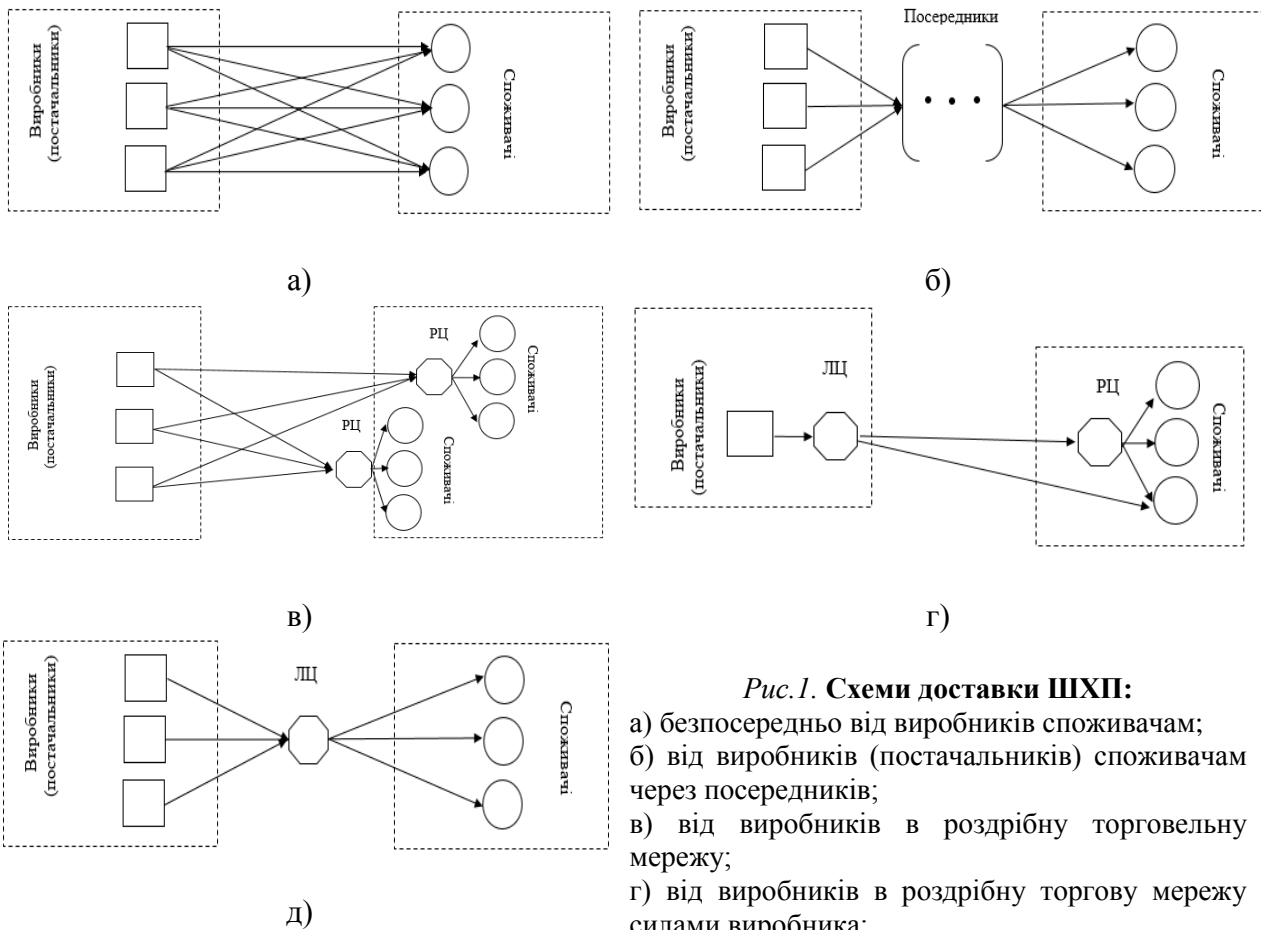 Виробники
(постачальники)
Споживачі
а)
Виробники
(постачальники)
Посередники
Споживачі
б)
Виробники
(постачальники)
РЦ
Споживачі
РЦ
Споживачі
в)
Виробники
(постачальники)
ЛЦ
РЦ
Споживачі
г)
Виробники
(постачальники)
ЛЦ
Споживачі
д)
Рис.1. Схеми доставки ШХП:
а) безпосередньо від виробників споживачам;
б) від виробників (постачальників) споживачам
через посередників;
в) від виробників в роздрібну торговельну
мережу;
г) від виробників в роздрібну торгову мережу
силами виробника;